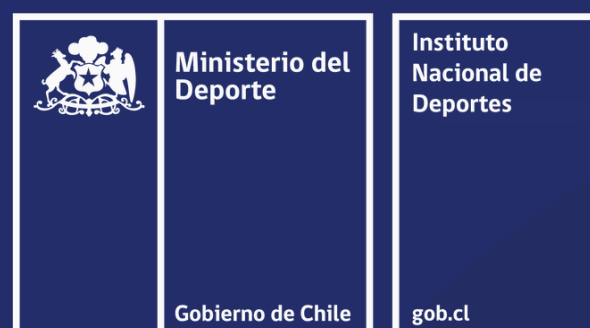 Ministerio del
Deporte
Gobierno de Chile
Instituto
Nacional de
Deportes
gob.cl